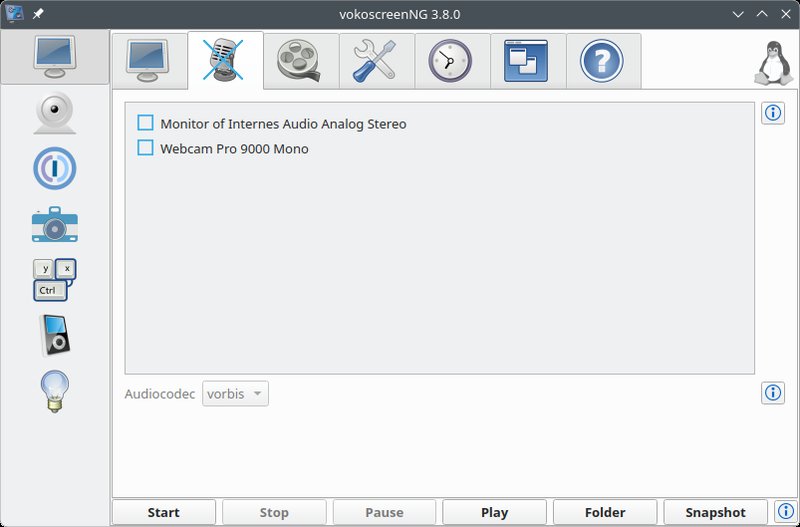 vokoscreenNG 3.8.0
Monitor of Internes Audio Analog Stereo
Webcam Pro 9000 Mono
y x
Ctrl
Audiocodec vorbis
Start Stop Pause Play Folder Snapshot